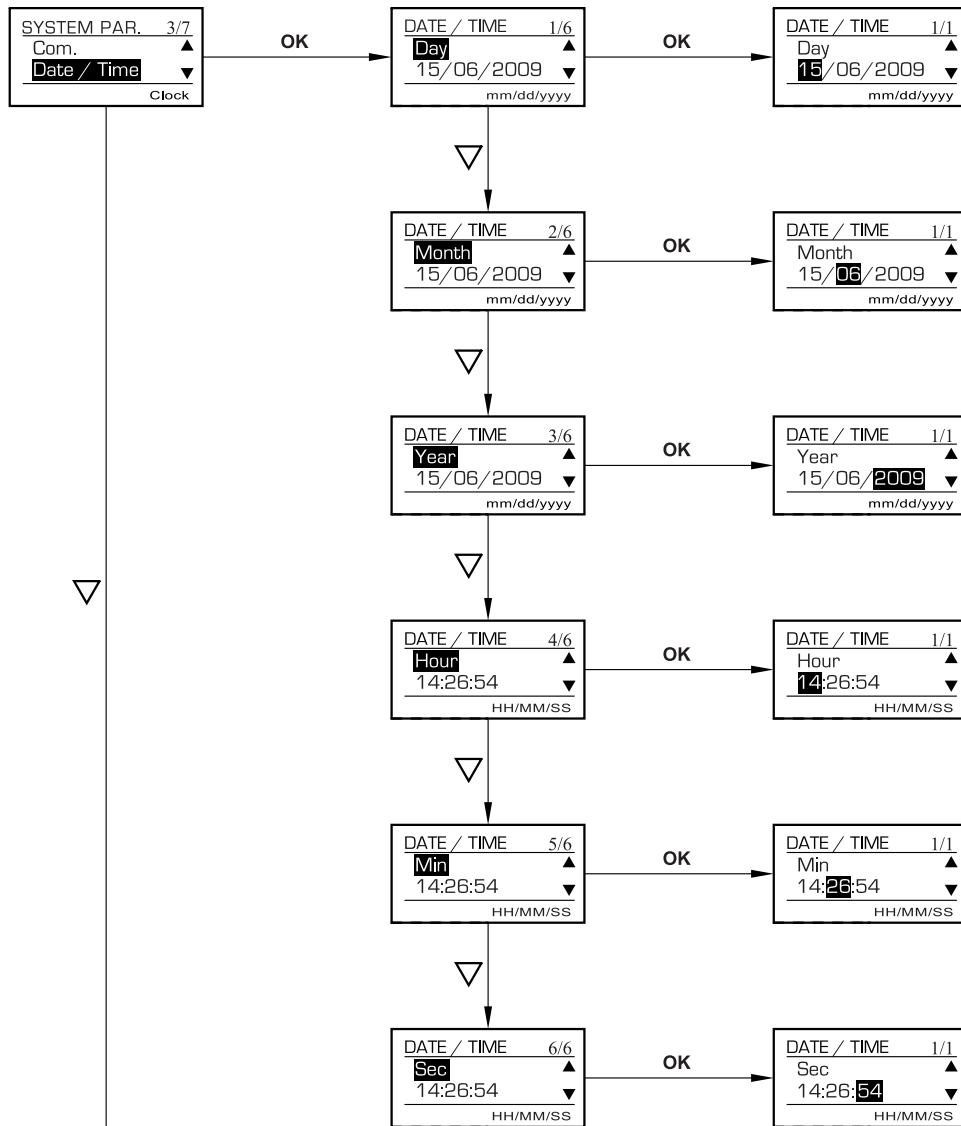 SYSTEM PAR. 3/7
Com.
Date / Time
Clock
OK
DATE / TIME 1/6
Day
15/06/2009
mm/dd/yyyy
OK
DATE / TIME 1/1
Day
15/06/2009
mm/dd/yyyy
DATE / TIME 2/6
Month
15/06/2009
mm/dd/yyyy
OK
DATE / TIME 1/1
Month
15/06/2009
mm/dd/yyyy
DATE / TIME 3/6
Year
15/06/2009
mm/dd/yyyy
OK
DATE / TIME 1/1
Year
15/06/2009
mm/dd/yyyy
DATE / TIME 4/6
Hour
14:26:54
HH/MM/SS
OK
DATE / TIME 1/1
Hour
14:26:54
HH/MM/SS
DATE / TIME 5/6
Min
14:26:54
HH/MM/SS
OK
DATE / TIME 1/1
Min
14:26:54
HH/MM/SS
DATE / TIME 6/6
Sec
14:26:54
HH/MM/SS
OK
DATE / TIME 1/1
Sec
14:26:54
HH/MM/SS